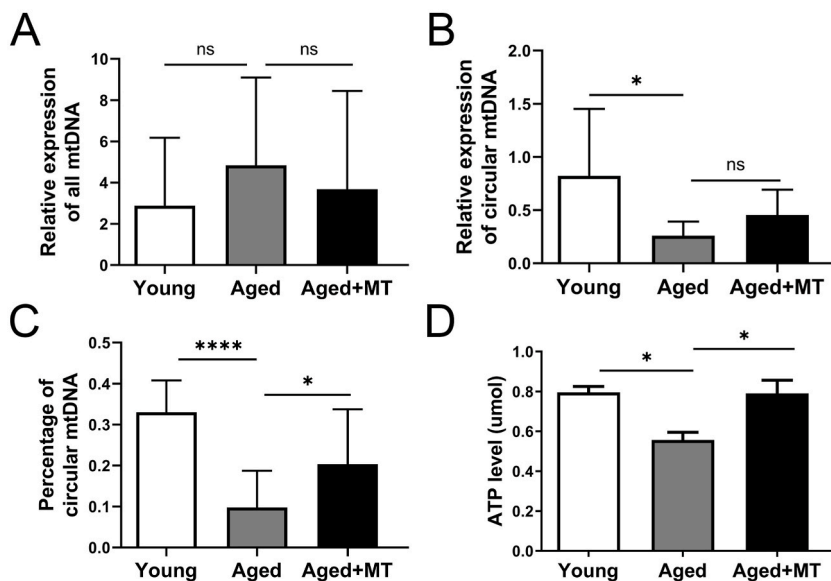 A
Relative expression
of all mtDNA
10
8
6
4
2
0
ns
ns
Young
Aged
Aged+MT
B
Relative expression
of circular mtDNA
2.0
1.5
1.0
0.5
0.0
*
ns
Young
Aged
Aged+MT
C
Percentage of
circular mtDNA
0.5
0.4
0.3
0.2
0.1
0.0
****
*
Young
Aged
Aged+MT
D
ATP level (umol)
1.0
0.8
0.6
0.4
0.2
0.0
*
*
Young
Aged
Aged+MT